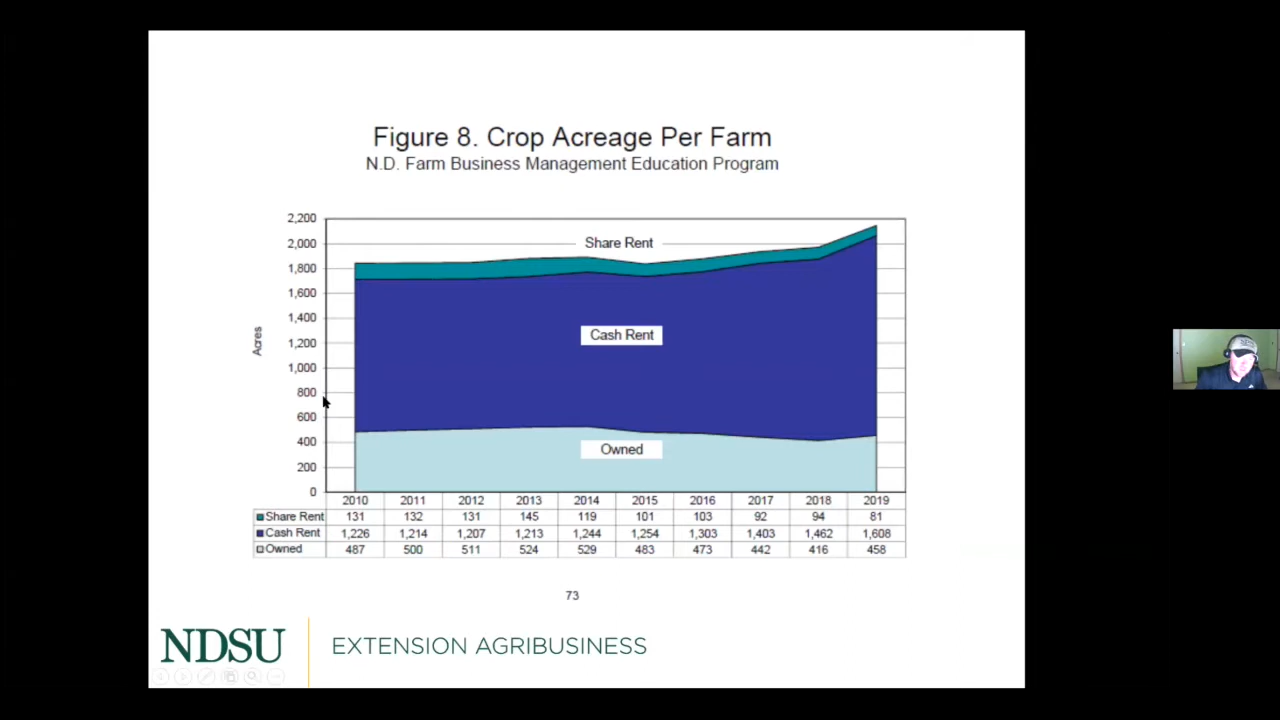 Figure 8. Crop Acreage Per Farm
N.D. Farm Business Management Education Program
2,200
2,000
1,800
1,600
1,400
1,200
1,000
800
600
400
200
0
Acres
Share Rent
Cash Rent
Owned
2010 2011 2012 2013 2014 2015 2016 2017 2018 2019
Share Rent 131 132 131 145 119 101 103 92 94 81
Cash Rent 1,226 1,214 1,207 1,213 1,244 1,254 1,303 1,403 1,462 1,608
Owned 487 500 511 524 529 483 473 442 416 458
73
NDSU EXTENSION AGRIBUSINESS